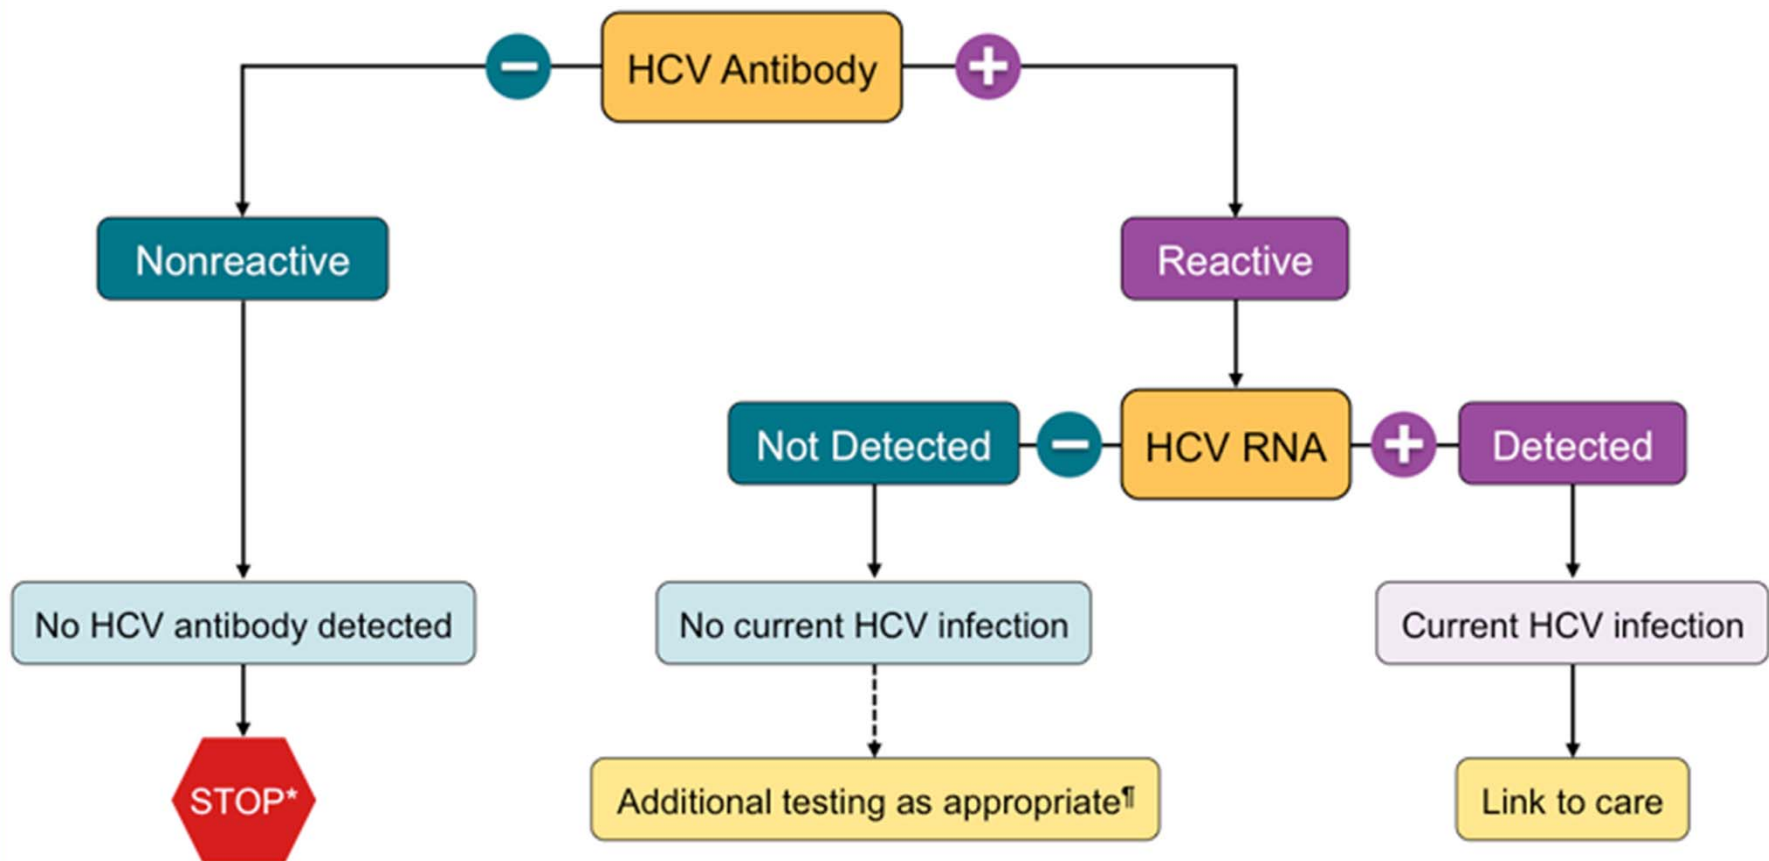 HCV Antibody
Nonreactive
Reactive
Not Detected
HCV RNA
Detected
No HCV antibody detected
No current HCV infection
Current HCV infection
STOP*
Additional testing as appropriate¶
Link to care